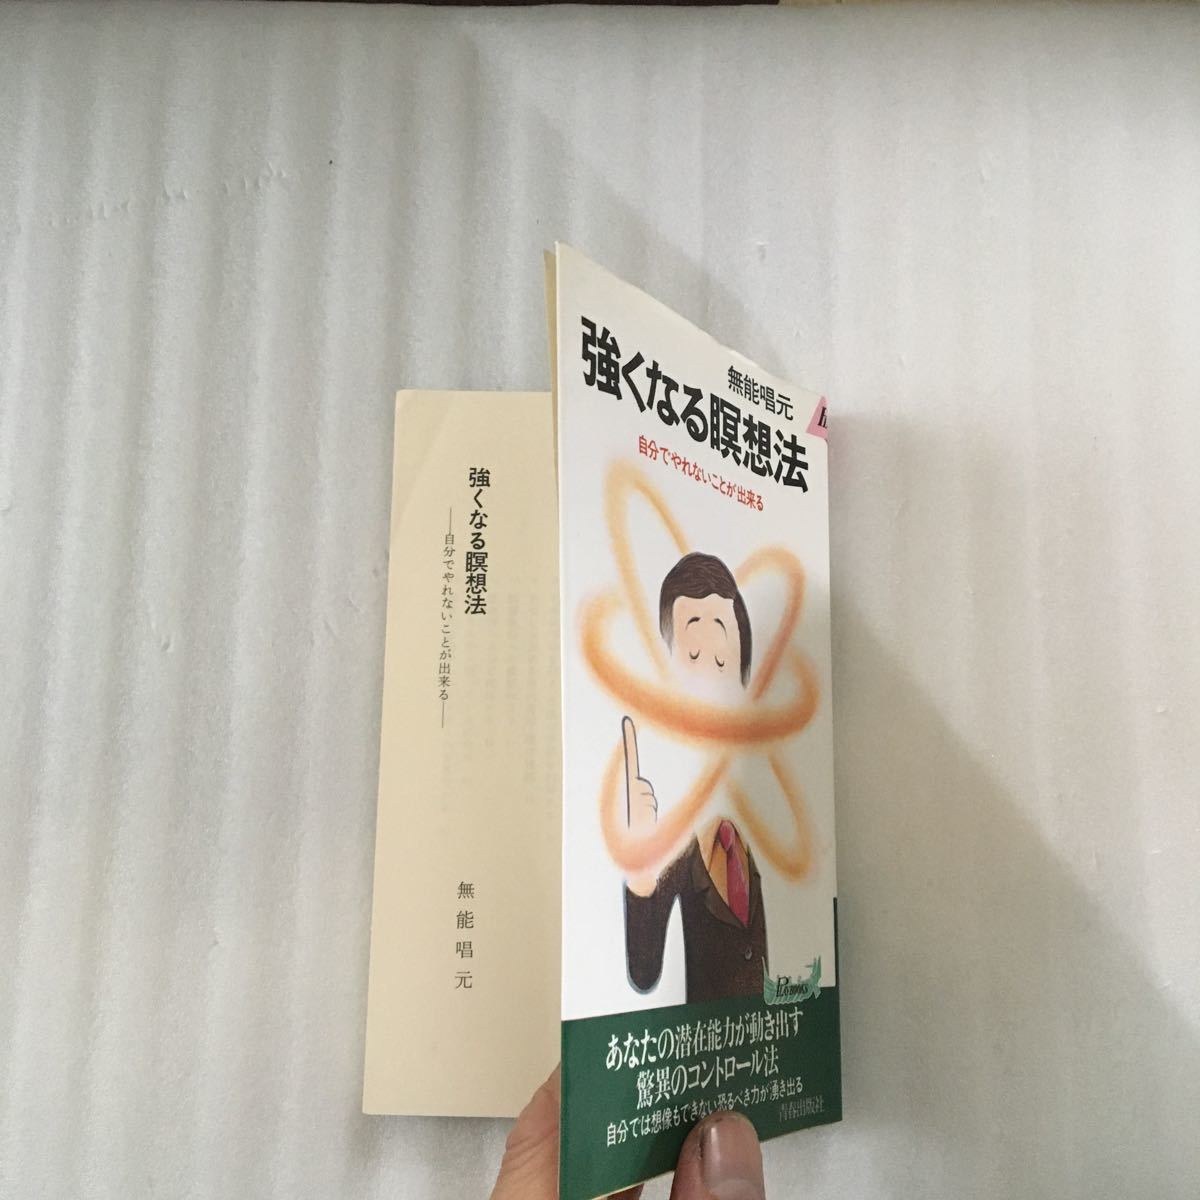 強くなる瞑想法
――自分でやれないことが出来る――
無能唱元
無能唱元
強くなる瞑想法
自分でやれないことが出来る
PLAYBOOKS
あなたの潜在能力が動き出す
驚異のコントロール法
自分では想像もできない恐るべき力が湧き出る
青春出版社